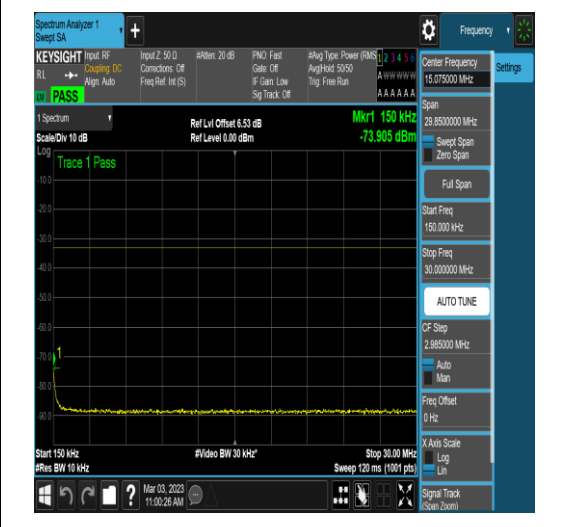 Spectrum Analyzer 1
Swept SA
+
Frequency
KEYSIGHT
RL
Input: RF
Coupling: DC
Align: Auto
Input Z: 50 Ω
Corrections: Off
Freq Ref: Int (S)
#Atten: 20 dB
PNO: Fast
Gate: Off
IF Gain: Low
Sig Track: Off
#Avg Type: Power (RMS
Avg|Hold: 50/50
Trig: Free Run
1 2 3 4 5 6
A W W W W W
A A A A A A
PASS
1 Spectrum
Scale/Div 10 dB
Ref Lvl Offset 6.53 dB
Ref Level 0.00 dBm
Mkr1 150 kHz
-73.905 dBm
Log
Trace 1 Pass
-10.0
-20.0
-30.0
-40.0
-50.0
-60.0
-70.0
-80.0
-90.0
1
Start 150 kHz
#Res BW 10 kHz
#Video BW 30 kHz*
Stop 30.00 MHz
Sweep 120 ms (1001 pts)
?
Mar 03, 2023
11:00:26 AM
Center Frequency
15.075000 MHz
Settings
Span
29.8500000 MHz
Swept Span
Zero Span
Full Span
Start Freq
150.000 kHz
Stop Freq
30.000000 MHz
AUTO TUNE
CF Step
2.985000 MHz
Auto
Man
Freq Offset
0 Hz
X Axis Scale
Log
Lin
Signal Track
(Span Zoom)